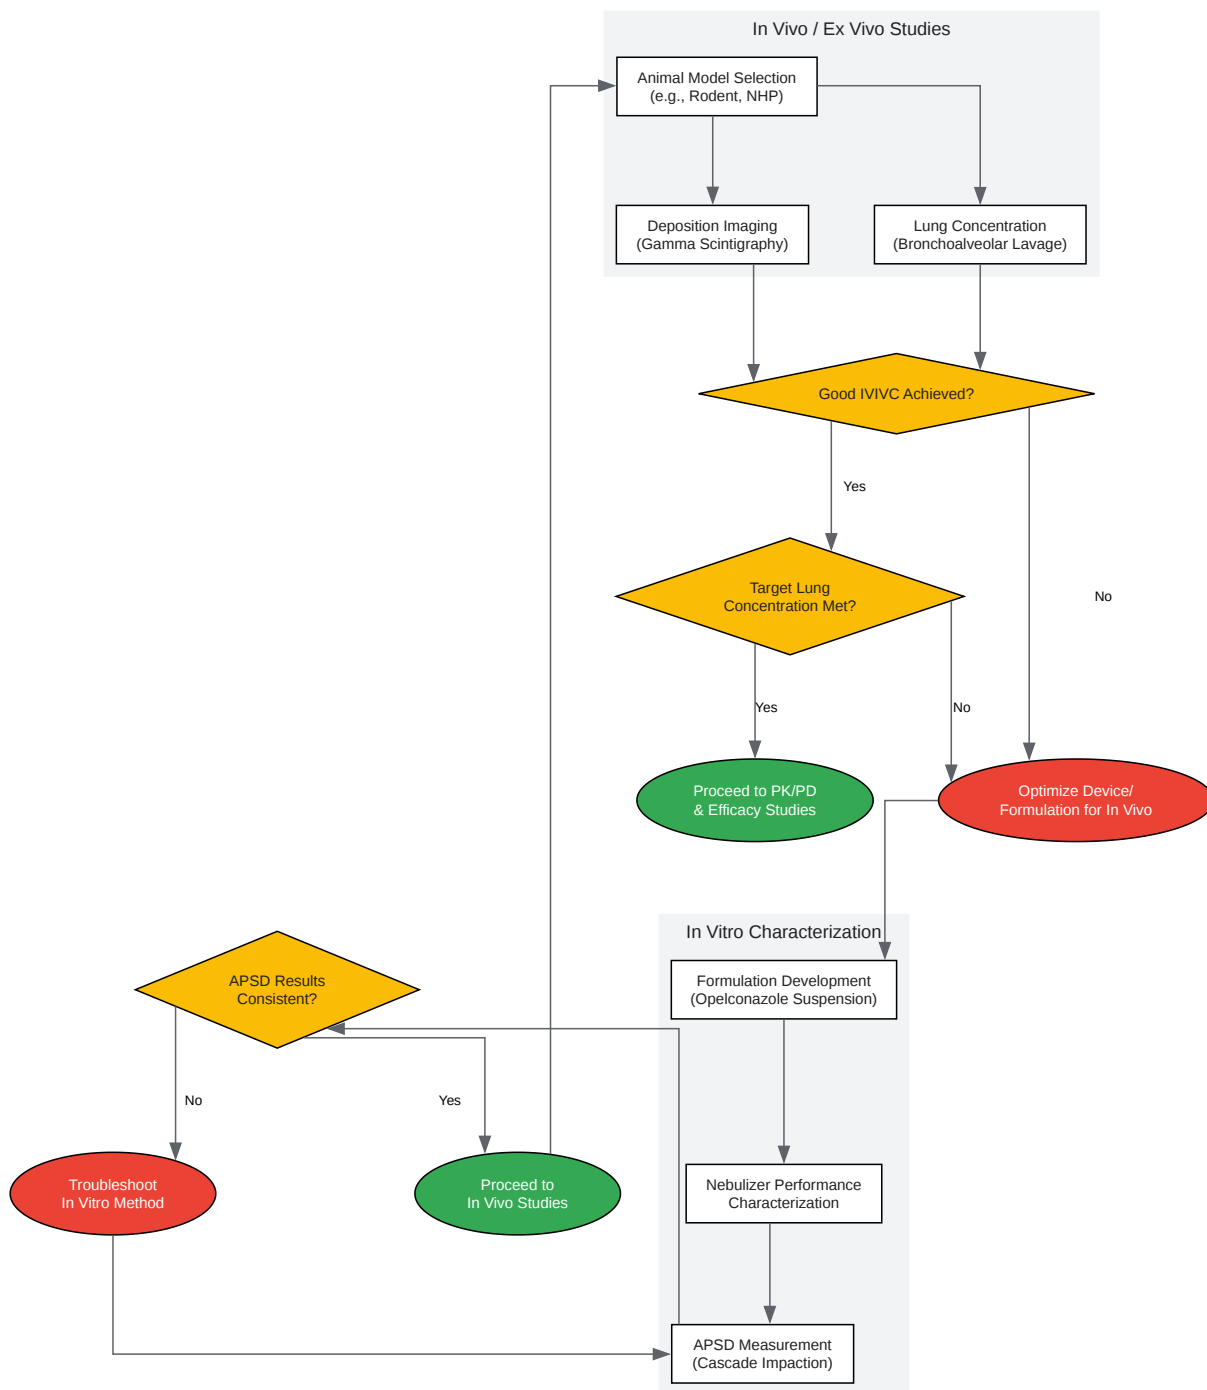 In Vivo / Ex Vivo Studies
Animal Model Selection
(e.g., Rodent, NHP)
Deposition Imaging
(Gamma Scintigraphy)
Lung Concentration
(Bronchoalveolar Lavage)
Good IVIVC Achieved?
Yes
Target Lung
Concentration Met?
No
Yes
No
Proceed to PK/PD
& Efficacy Studies
Optimize Device/
Formulation for In Vivo
In Vitro Characterization
APSD Results
Consistent?
Formulation Development
(Opelconazole Suspension)
No
Yes
Troubleshoot
In Vitro Method
Proceed to
In Vivo Studies
Nebulizer Performance
Characterization
APSD Measurement
(Cascade Impaction)